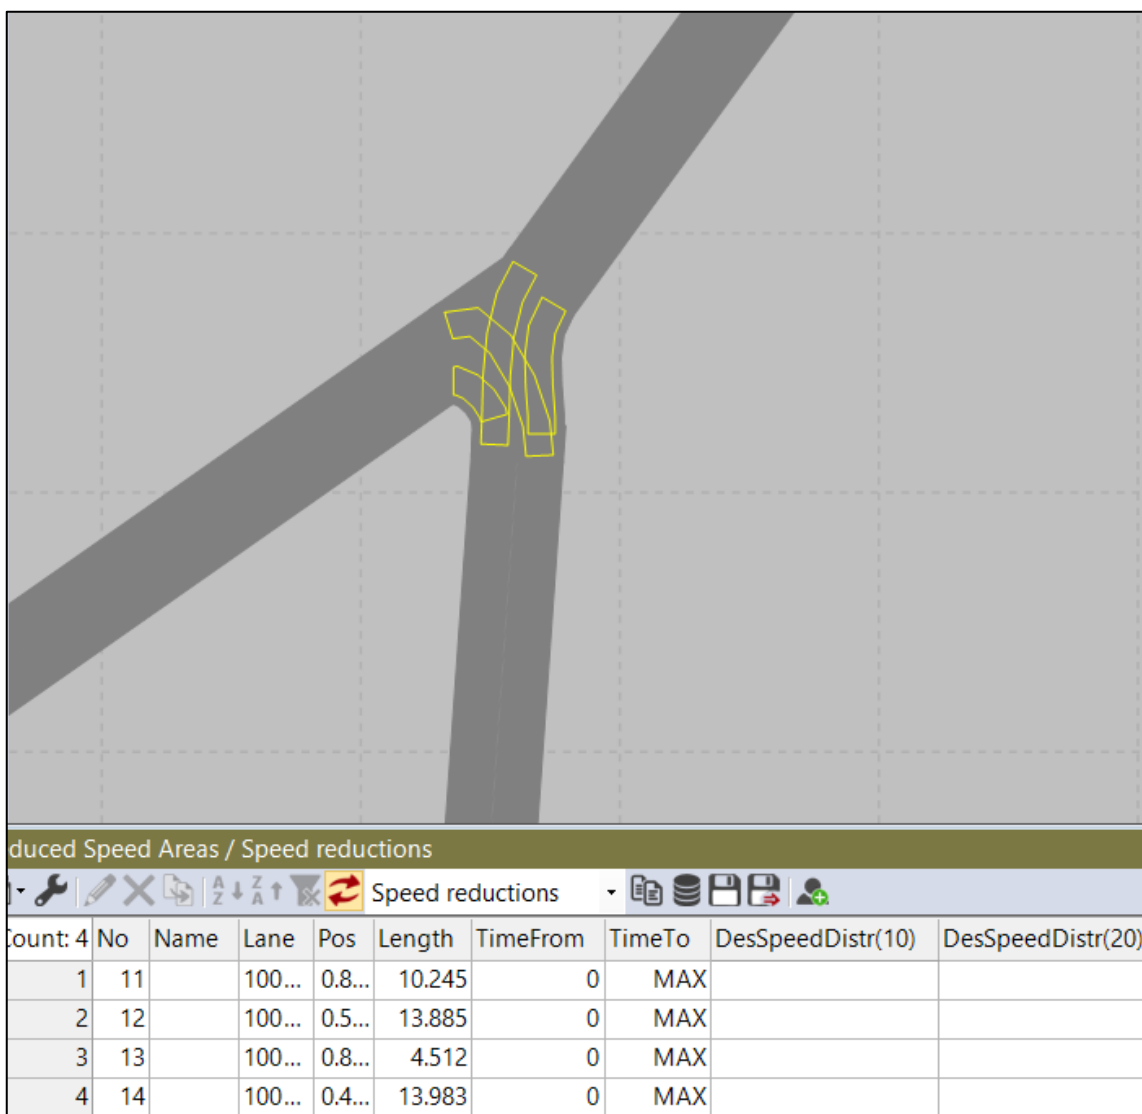 duced Speed Areas / Speed reductions
Speed reductions
Count: 4 No Name Lane Pos Length TimeFrom TimeTo DesSpeedDistr(10) DesSpeedDistr(20)
1 11 100... 0.8... 10.245 0 MAX
2 12 100... 0.5... 13.885 0 MAX
3 13 100... 0.8... 4.512 0 MAX
4 14 100... 0.4... 13.983 0 MAX